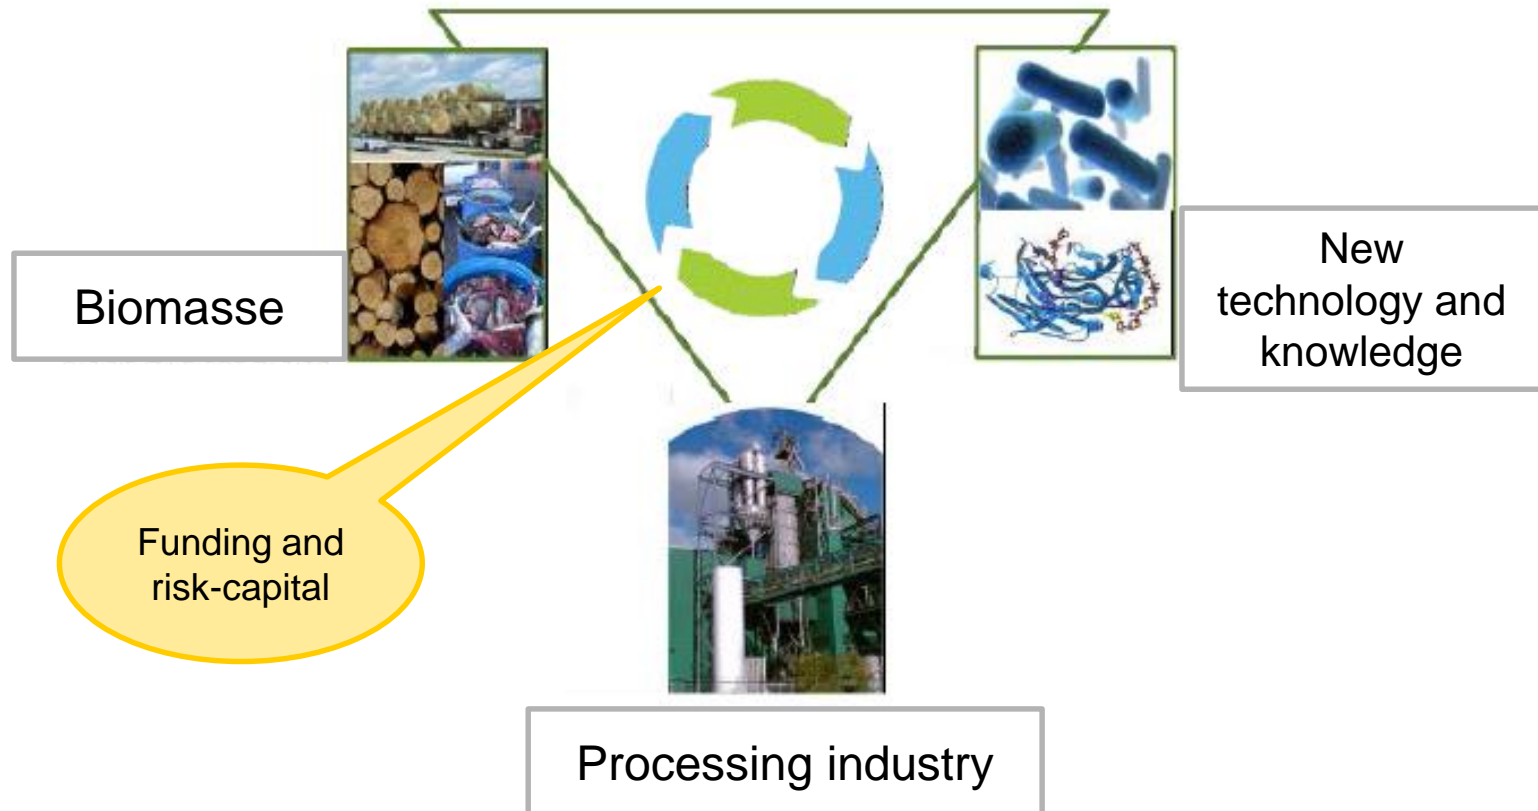 Biomasse
New
technology and
knowledge
Funding and
risk-capital
Processing industry